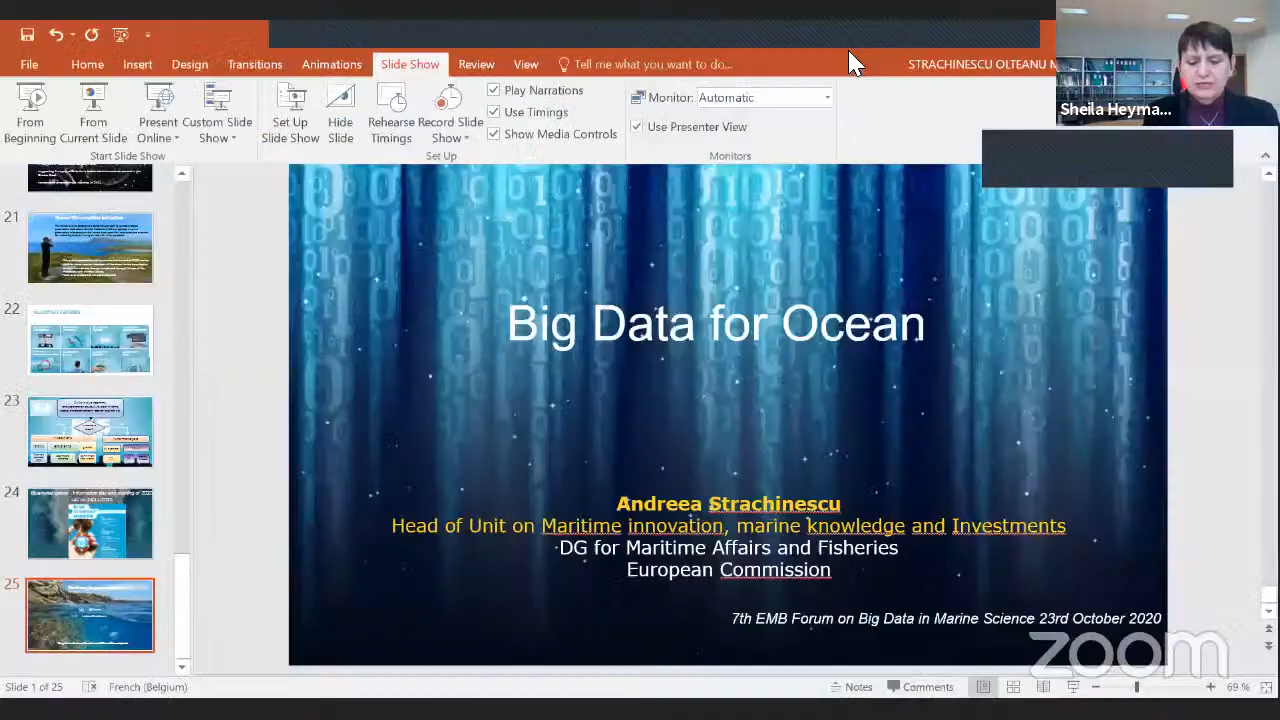 STRACHINESCU OLTEANU M
File
Home
Insert
Design
Transitions
Animations
Slide Show
Review
View
Tell me what you want to do...
Sheila Heyma...
From Beginning
From Current Slide
Present Online
Custom Slide Show
Start Slide Show
Set Up Slide Show
Hide Slide
Rehearse Timings
Record Slide Show
Play Narrations
Use Timings
Show Media Controls
Set Up
Monitor: Automatic
Use Presenter View
Monitors
21
22
23
24
25
Big Data for Ocean
Andreea Strachinescu
Head of Unit on Maritime innovation, marine knowledge and Investments
DG for Maritime Affairs and Fisheries
European Commission
7th EMB Forum on Big Data in Marine Science 23rd October 2020
zoom
Slide 1 of 25
French (Belgium)
Notes
Comments
69 %